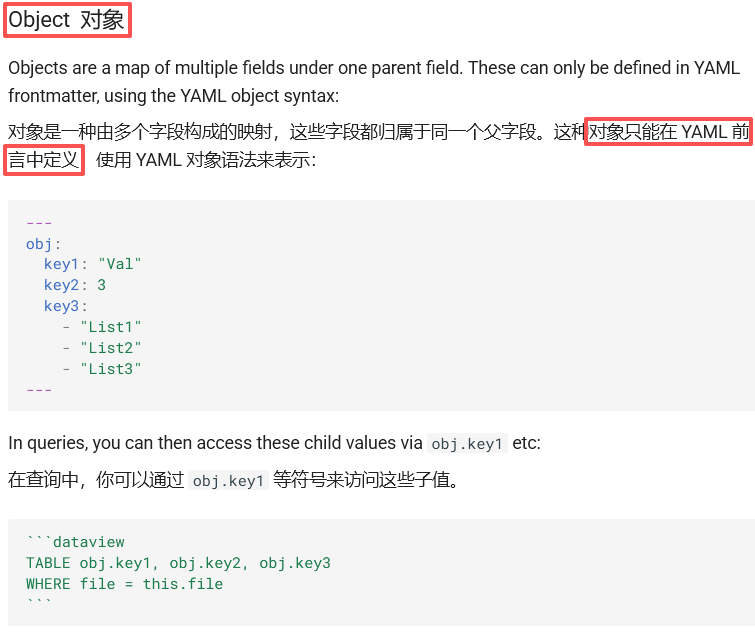 Object 对象
Objects are a map of multiple fields under one parent field. These can only be defined in YAML
frontmatter, using the YAML object syntax:
对象是一种由多个字段构成的映射，这些字段都归属于同一个父字段。这种对象只能在 YAML 前
言中定义 使用 YAML 对象语法来表示：
---
obj:
  key1: "Val"
  key2: 3
  key3:
    - "List1"
    - "List2"
    - "List3"
---
In queries, you can then access these child values via obj.key1 etc:
在查询中，你可以通过 obj.key1 等符号来访问这些子值。
```dataview
TABLE obj.key1, obj.key2, obj.key3
WHERE file = this.file
```